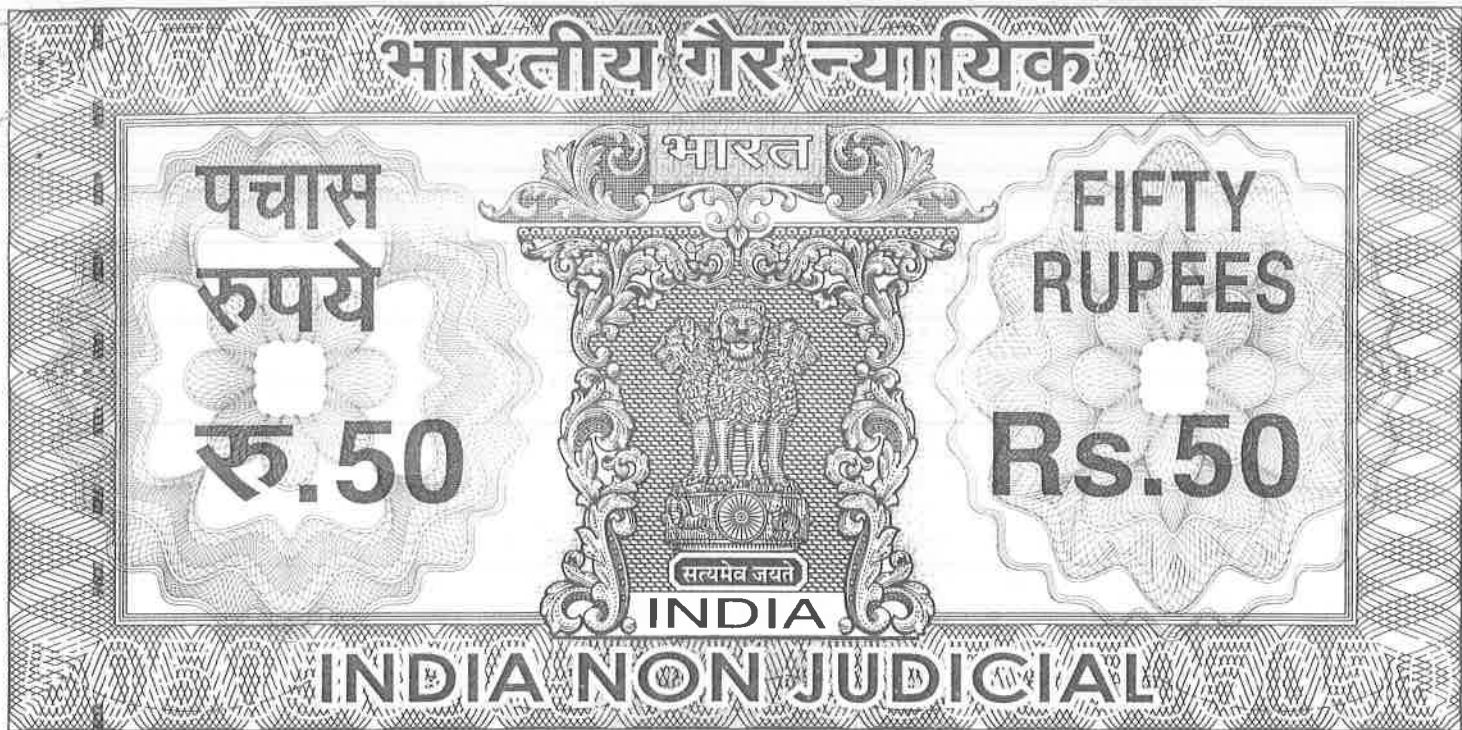 भारतीय गैर न्यायिक
भारत
पचास
रुपये
रु.50
FIFTY
RUPEES
Rs.50
सत्यमेव जयते
INDIA
INDIA NON JUDICIAL